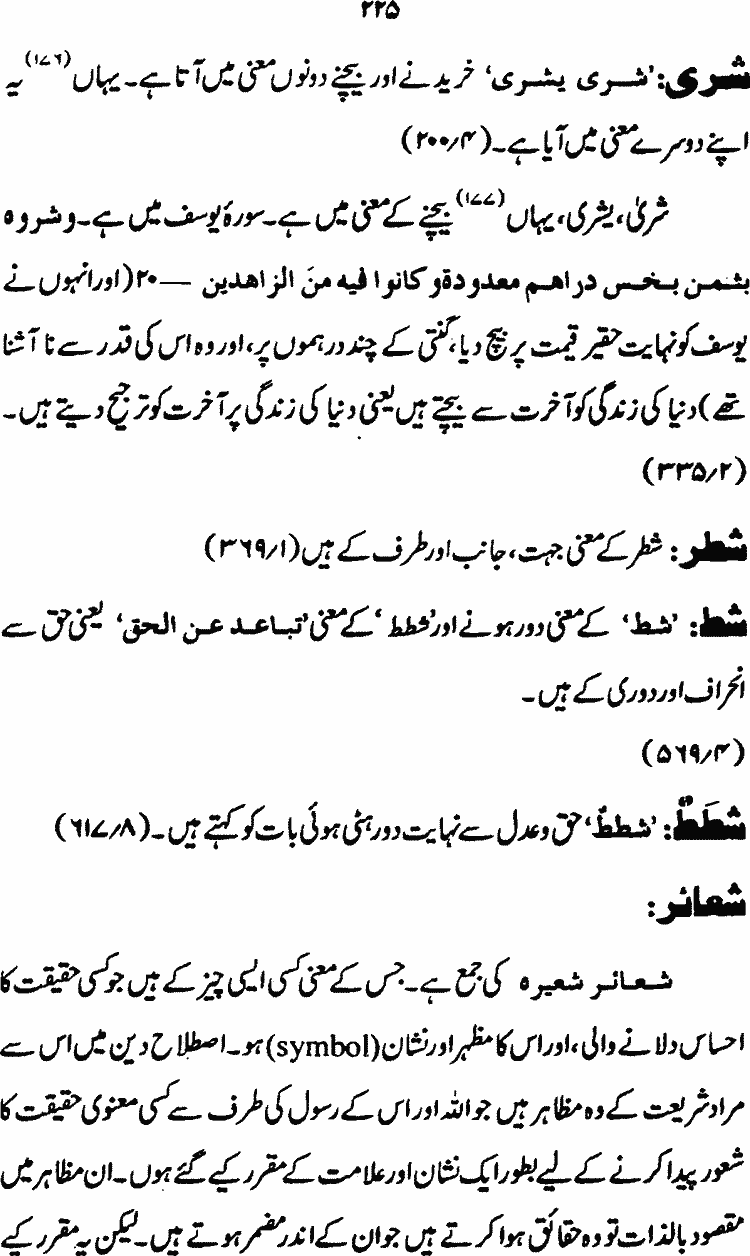 ۲۲۵
شری: ’شری یشری‘ خریدنے اور بیچنے دونوں معنی میں آتا ہے۔ یہاں (۱۷۶) یہ
اپنے دوسرے معنی میں آیا ہے۔ (۲۰۰/۴)
شریٰ، یشری، یہاں (۱۷۷) بیچنے کے معنی میں ہے۔ سورۂ یوسف میں ہے۔ وشروہ
بثمن بخس دراھم معدودۃ و کانوا فیہ منَ الزاھدین —۲۰ (اور انہوں نے
یوسف کو نہایت حقیر قیمت پر بیچ دیا، گنتی کے چند درہموں پر، اور وہ اس کی قدر سے نا آشنا
تھے) دنیا کی زندگی کو آخرت سے بیچتے ہیں یعنی دنیا کی زندگی پر آخرت کو ترجیح دیتے ہیں۔
(۳۳۵/۲)
شطر: شطر کے معنی جہت، جانب اور طرف کے ہیں (۳۶۹/۱)
شط: ’شط‘ کے معنی دور ہونے اور ’شطط‘ کے معنی ’تباعد عن الحق‘ یعنی حق سے
انحراف اور دوری کے ہیں۔
(۵۶۹/۴)
شَطَطٌ: ’شططٌ‘ حق و عدل سے نہایت دور ہٹی ہوئی بات کو کہتے ہیں۔ (۶۱۷/۸)
شعائر:
شعائر شعیرہ کی جمع ہے۔ جس کے معنی کسی ایسی چیز کے ہیں جو کسی حقیقت کا
احساس دلانے والی، اور اس کا مظہر اور نشان (symbol) ہو۔ اصطلاح دین میں اس سے
مراد شریعت کے وہ مظاہر ہیں جو اللہ اور اس کے رسول کی طرف سے کسی معنوی حقیقت کا
شعور پیدا کرنے کے لیے بطور ایک نشان اور علامت کے مقرر کیے گئے ہوں۔ ان مظاہر میں
مقصود بالذات تو وہ حقائق ہوا کرتے ہیں جو ان کے اندر مضمر ہوتے ہیں۔ لیکن یہ مقرر کیے